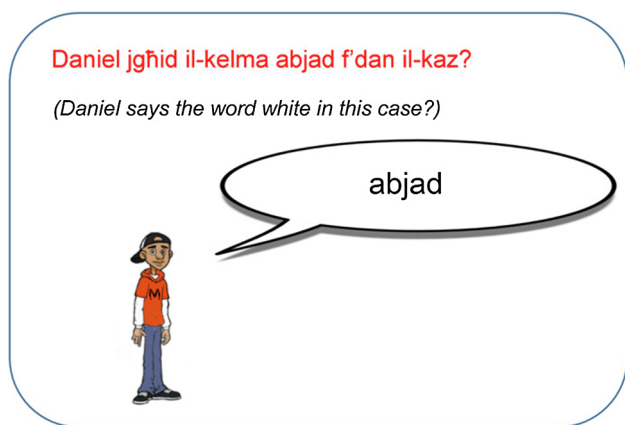 Daniel jgħid il-kelma abjad f'dan il-kaz?
(Daniel says the word white in this case?)
abjad
M